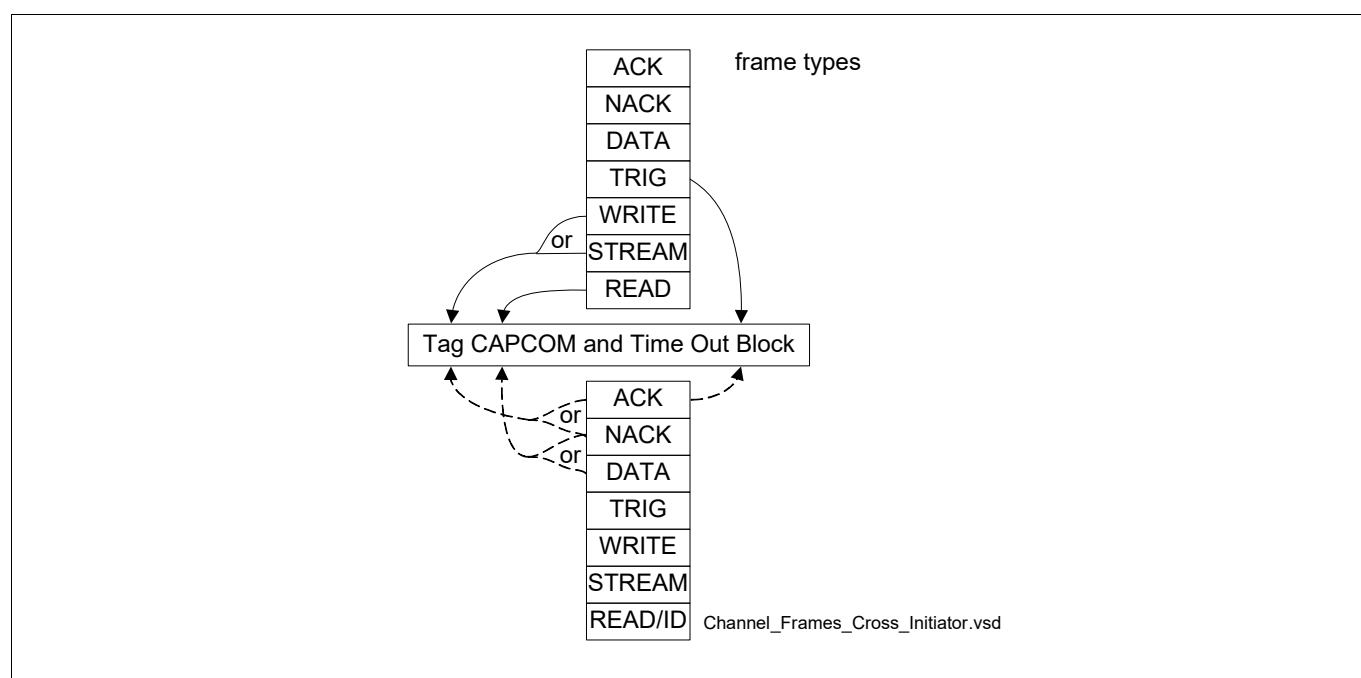 ACK
frame types
NACK
DATA
TRIG
WRITE
or
STREAM
READ
Tag CAPCOM and Time Out Block
ACK
or
NACK
or
DATA
TRIG
WRITE
STREAM
READ/ID
Channel_Frames_Cross_Initiator.vsd